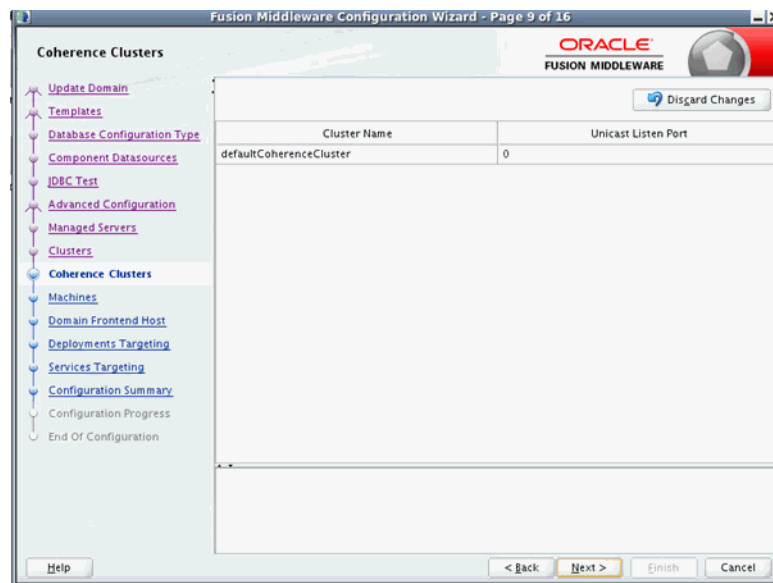 Fusion Middleware Configuration Wizard - Page 9 of 16
Coherence Clusters
ORACLE
FUSION MIDDLEWARE
Update Domain
Templates
Database Configuration Type
Component Datasources
JDBC Test
Advanced Configuration
Managed Servers
Clusters
Coherence Clusters
Machines
Domain Frontend Host
Deployments Targeting
Services Targeting
Configuration Summary
Configuration Progress
End Of Configuration
Discard Changes
Cluster Name Unicast Listen Port
defaultCoherenceCluster 0
Help < Back Next > Finish Cancel